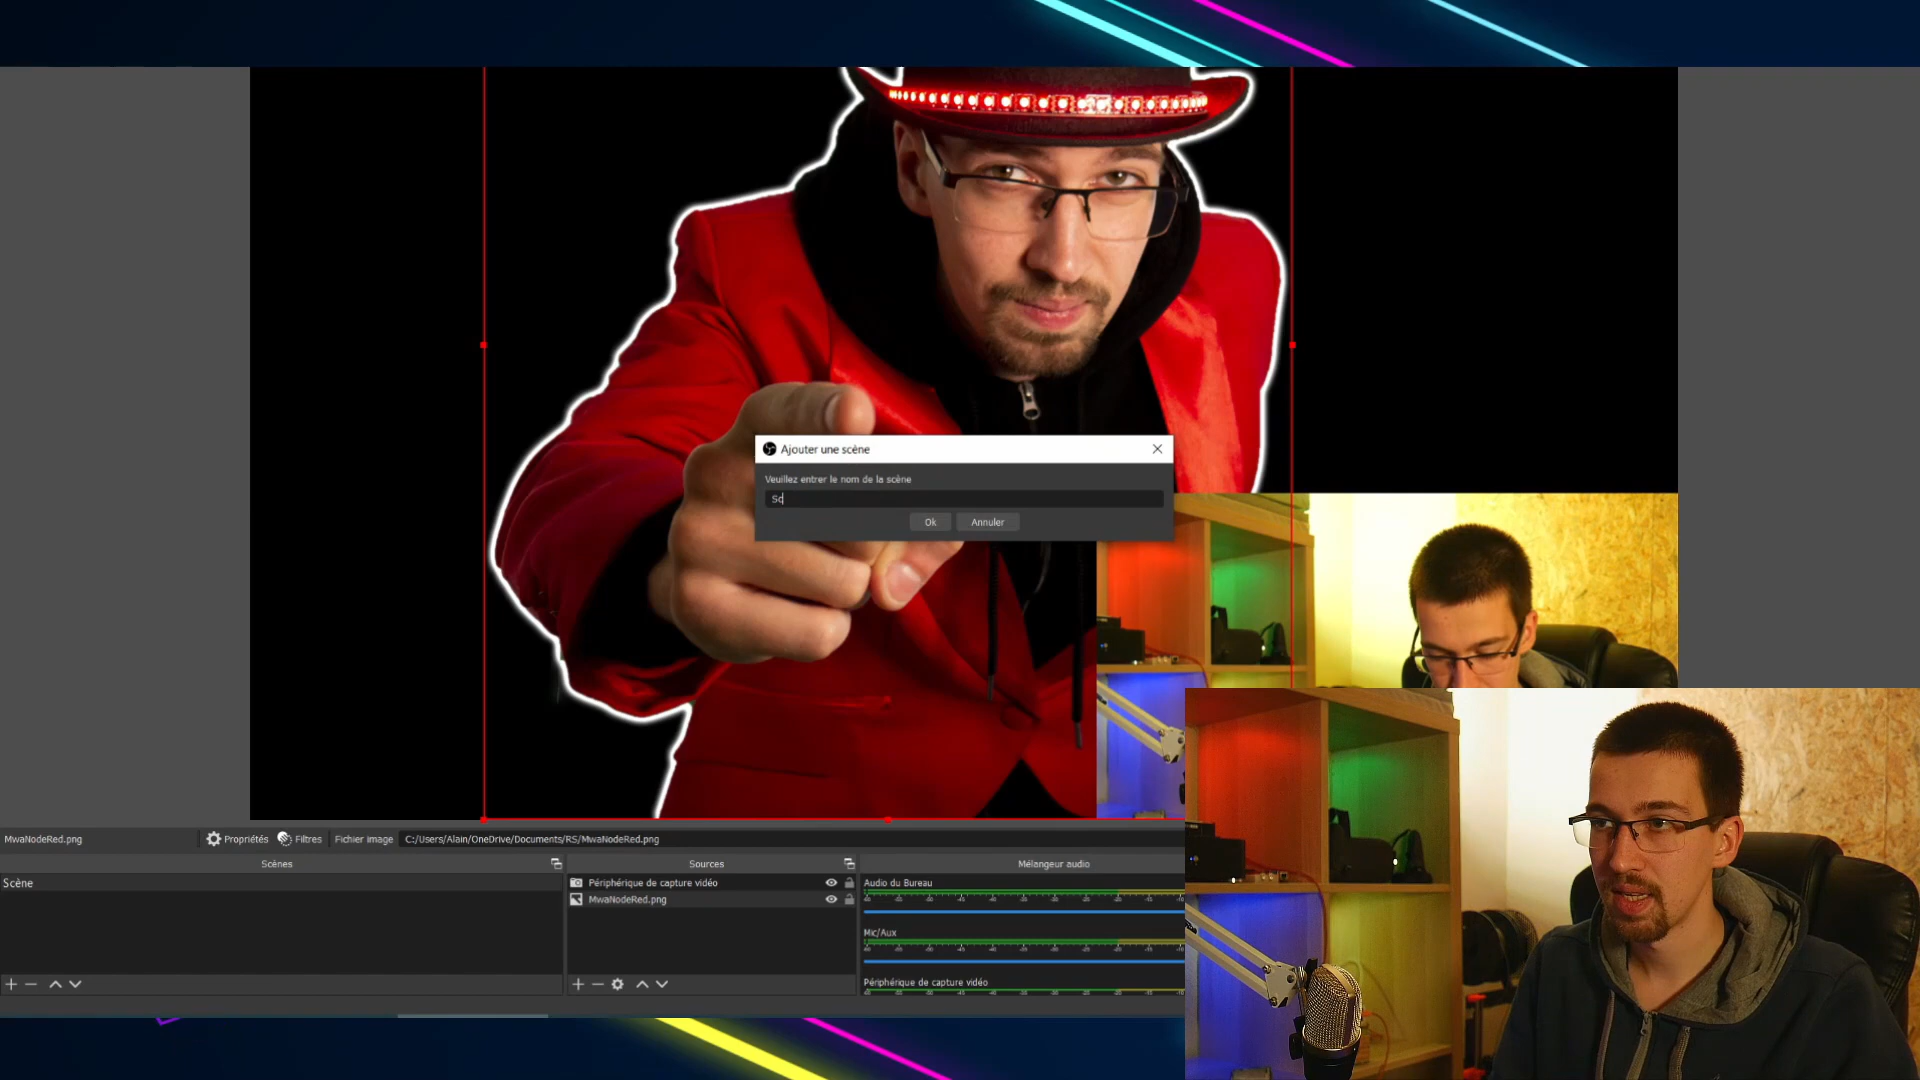 Ajouter une scène
Veuillez entrer le nom de la scène
Sc
Ok
Annuler
MwaNodeRed.png
Propriétés
Filtres
Fichier image
C:/Users/Alain/OneDrive/Documents/RS/MwaNodeRed.png
Scènes
Sources
Mélangeur audio
Scène
Périphérique de capture vidéo
MwaNodeRed.png
Audio du Bureau
Mic/Aux
Périphérique de capture vidéo